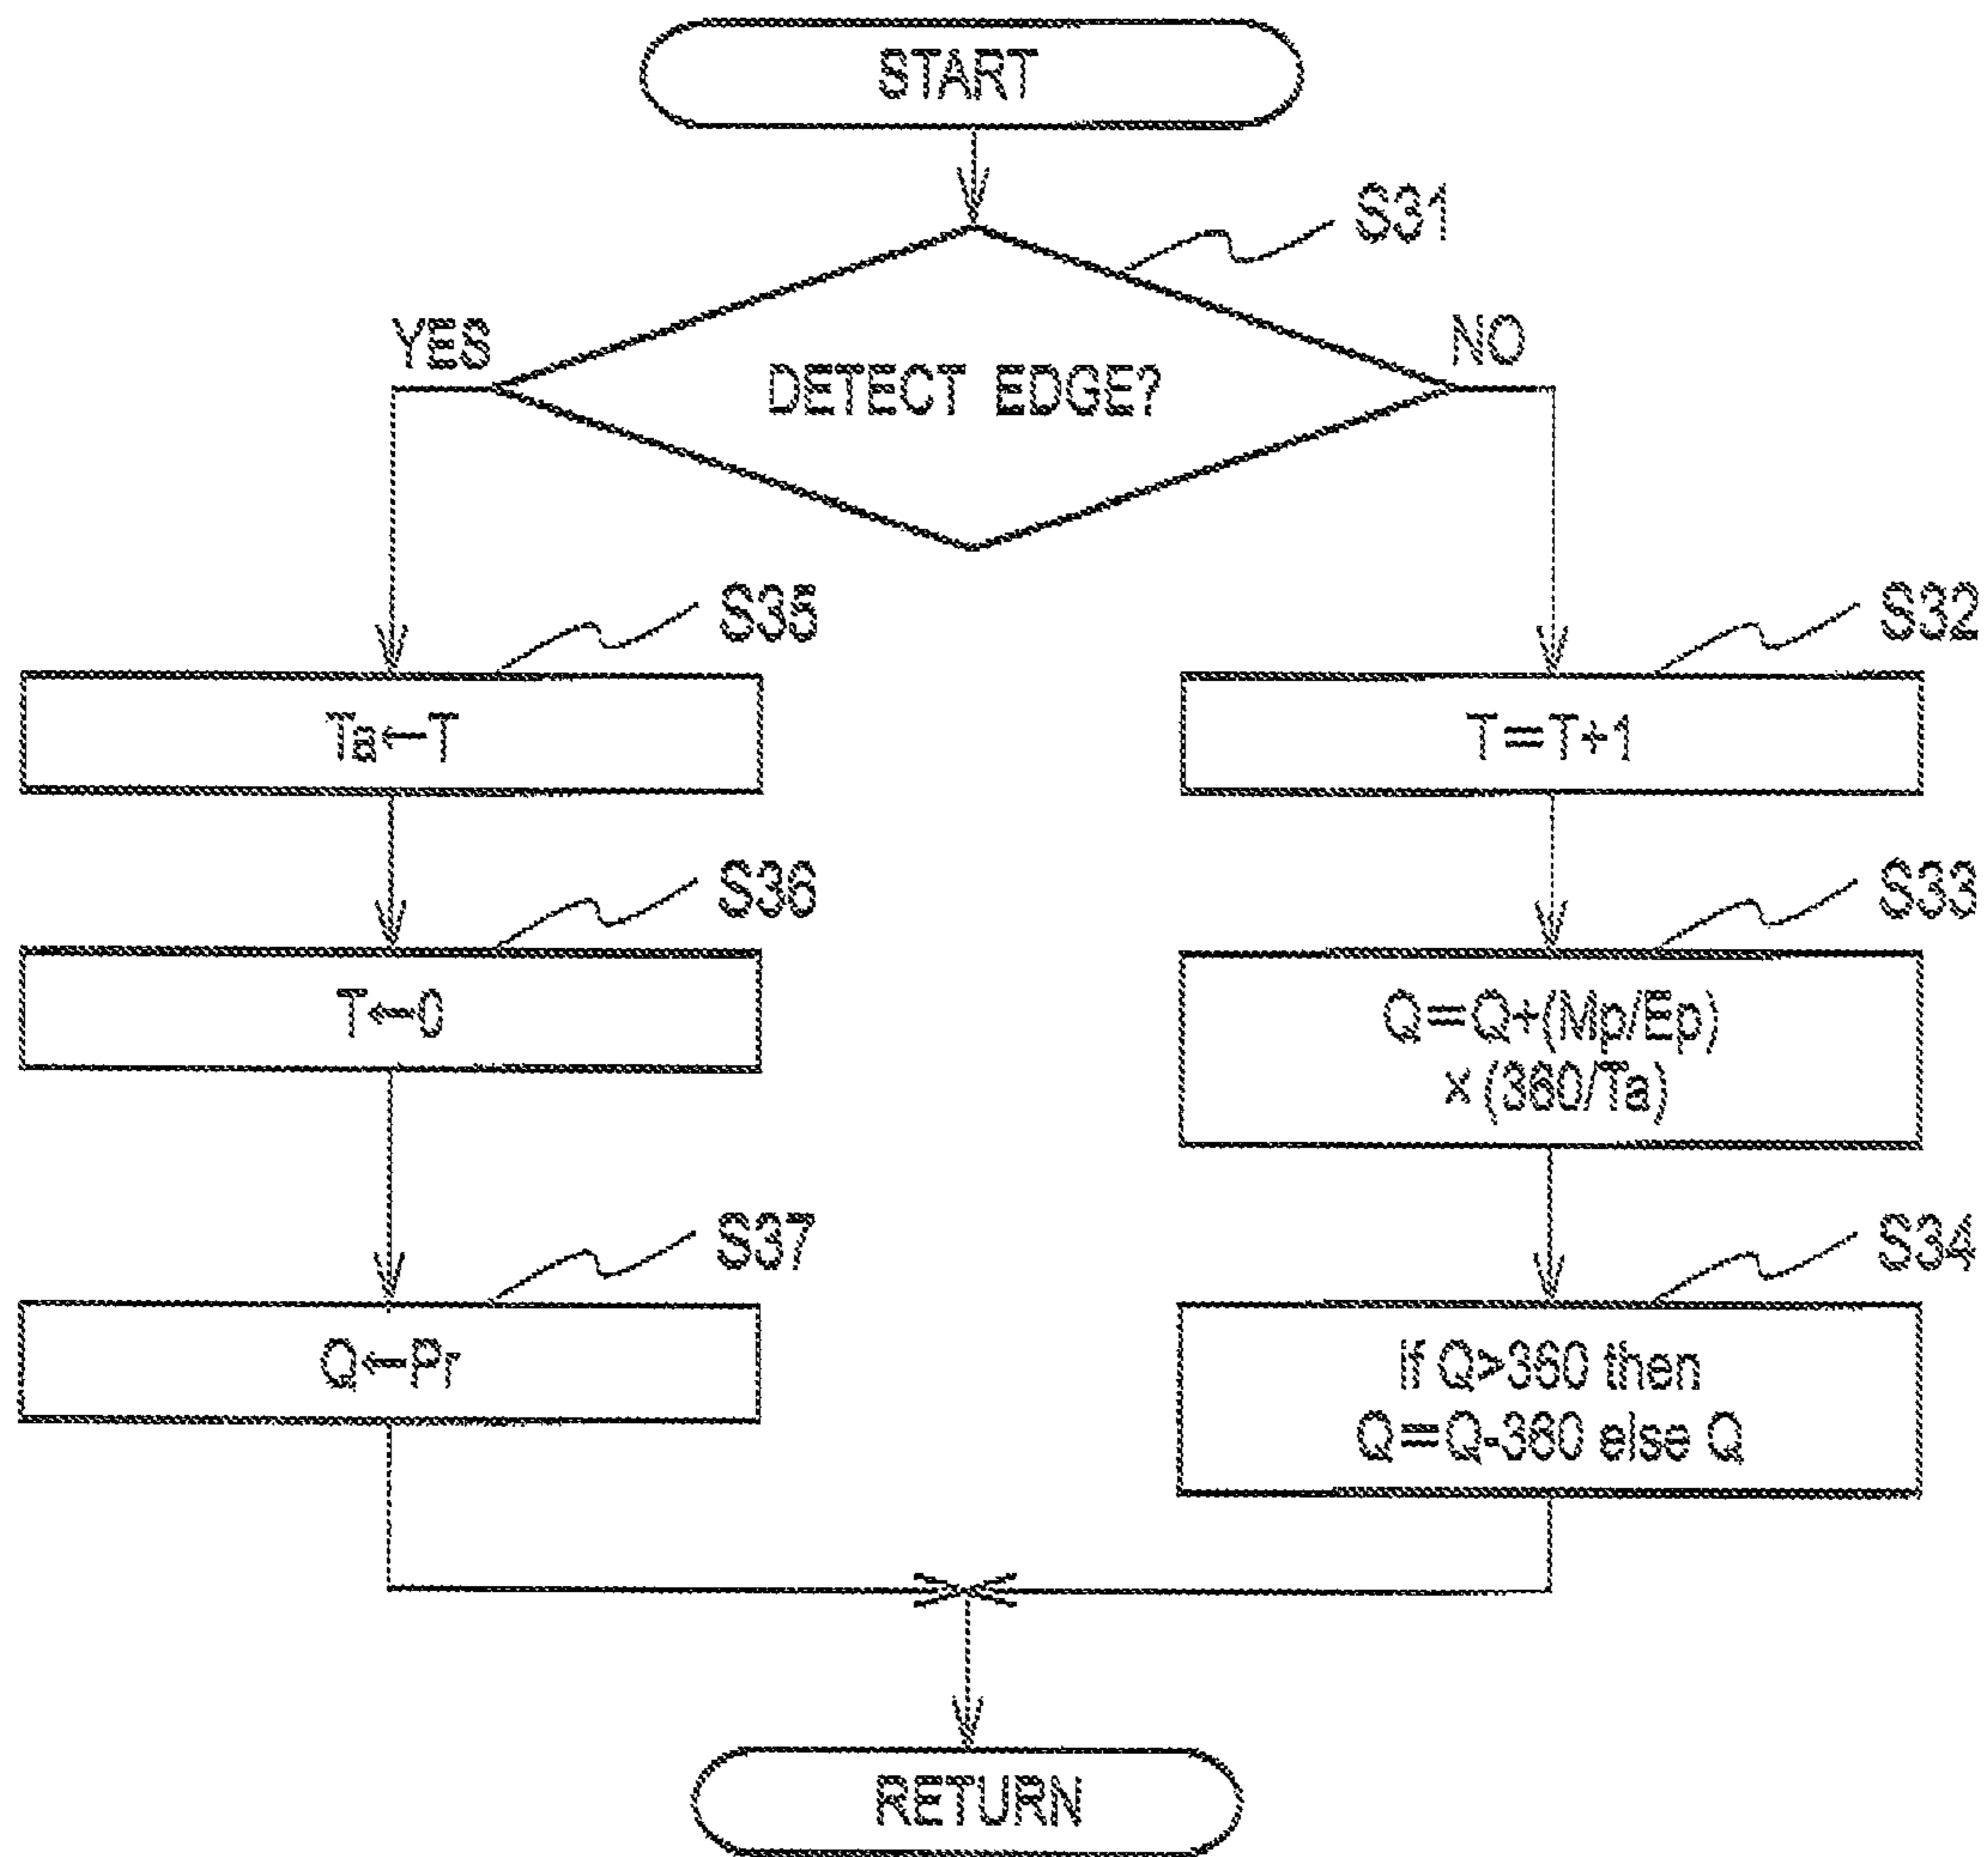 START
S31
YES
NO
DETECT EDGE?
S35
Ta←T
S36
T←0
S37
Q←Pr
S32
T=T+1
S33
Q=Q+(Mp/Ep)
×(360/Ta)
S34
if Q>360 then
Q=Q-360 else Q
RETURN